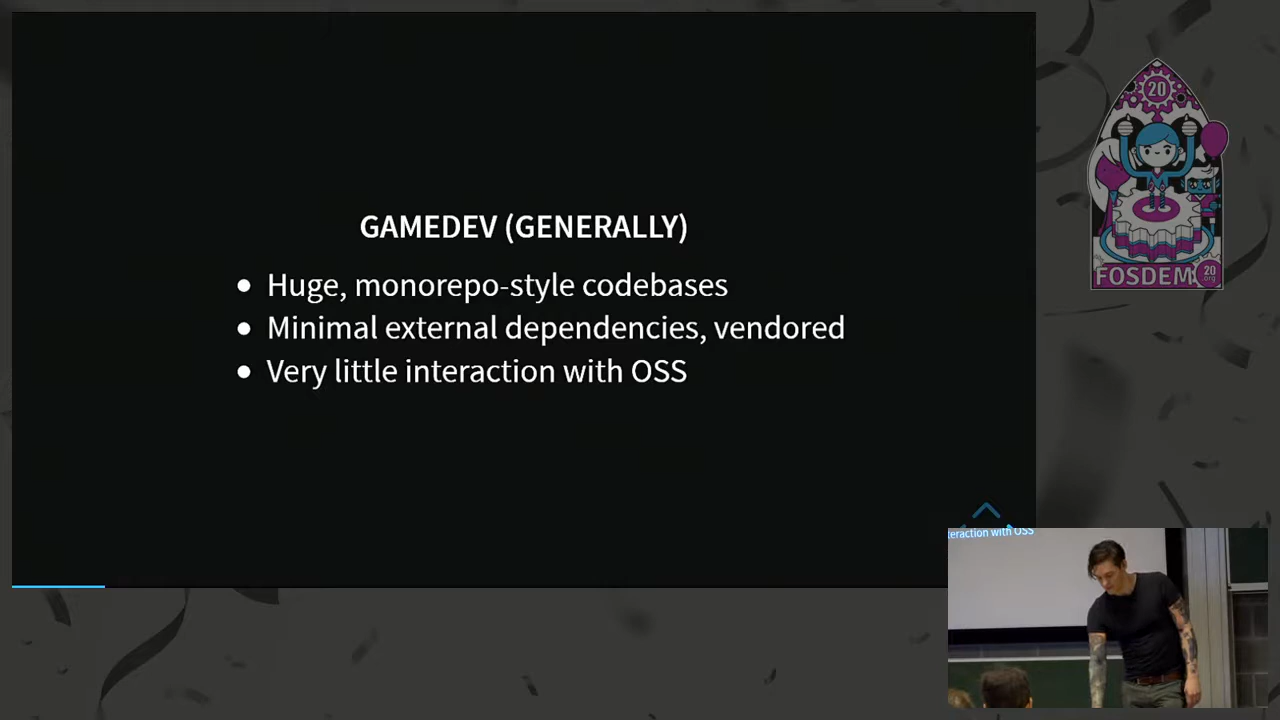 GAMEDEV (GENERALLY)
Huge, monorepo-style codebases
Minimal external dependencies, vendored
Very little interaction with OSS
20
FOSDEM
20
.org
teraction with OSS